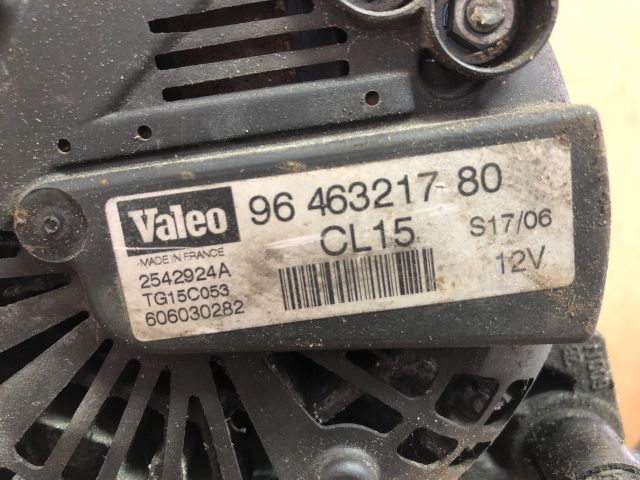 Valeo 96 463217 80
MADE IN FRANCE CL15 S17/06
2542924A 12V
TG15C053
606030282